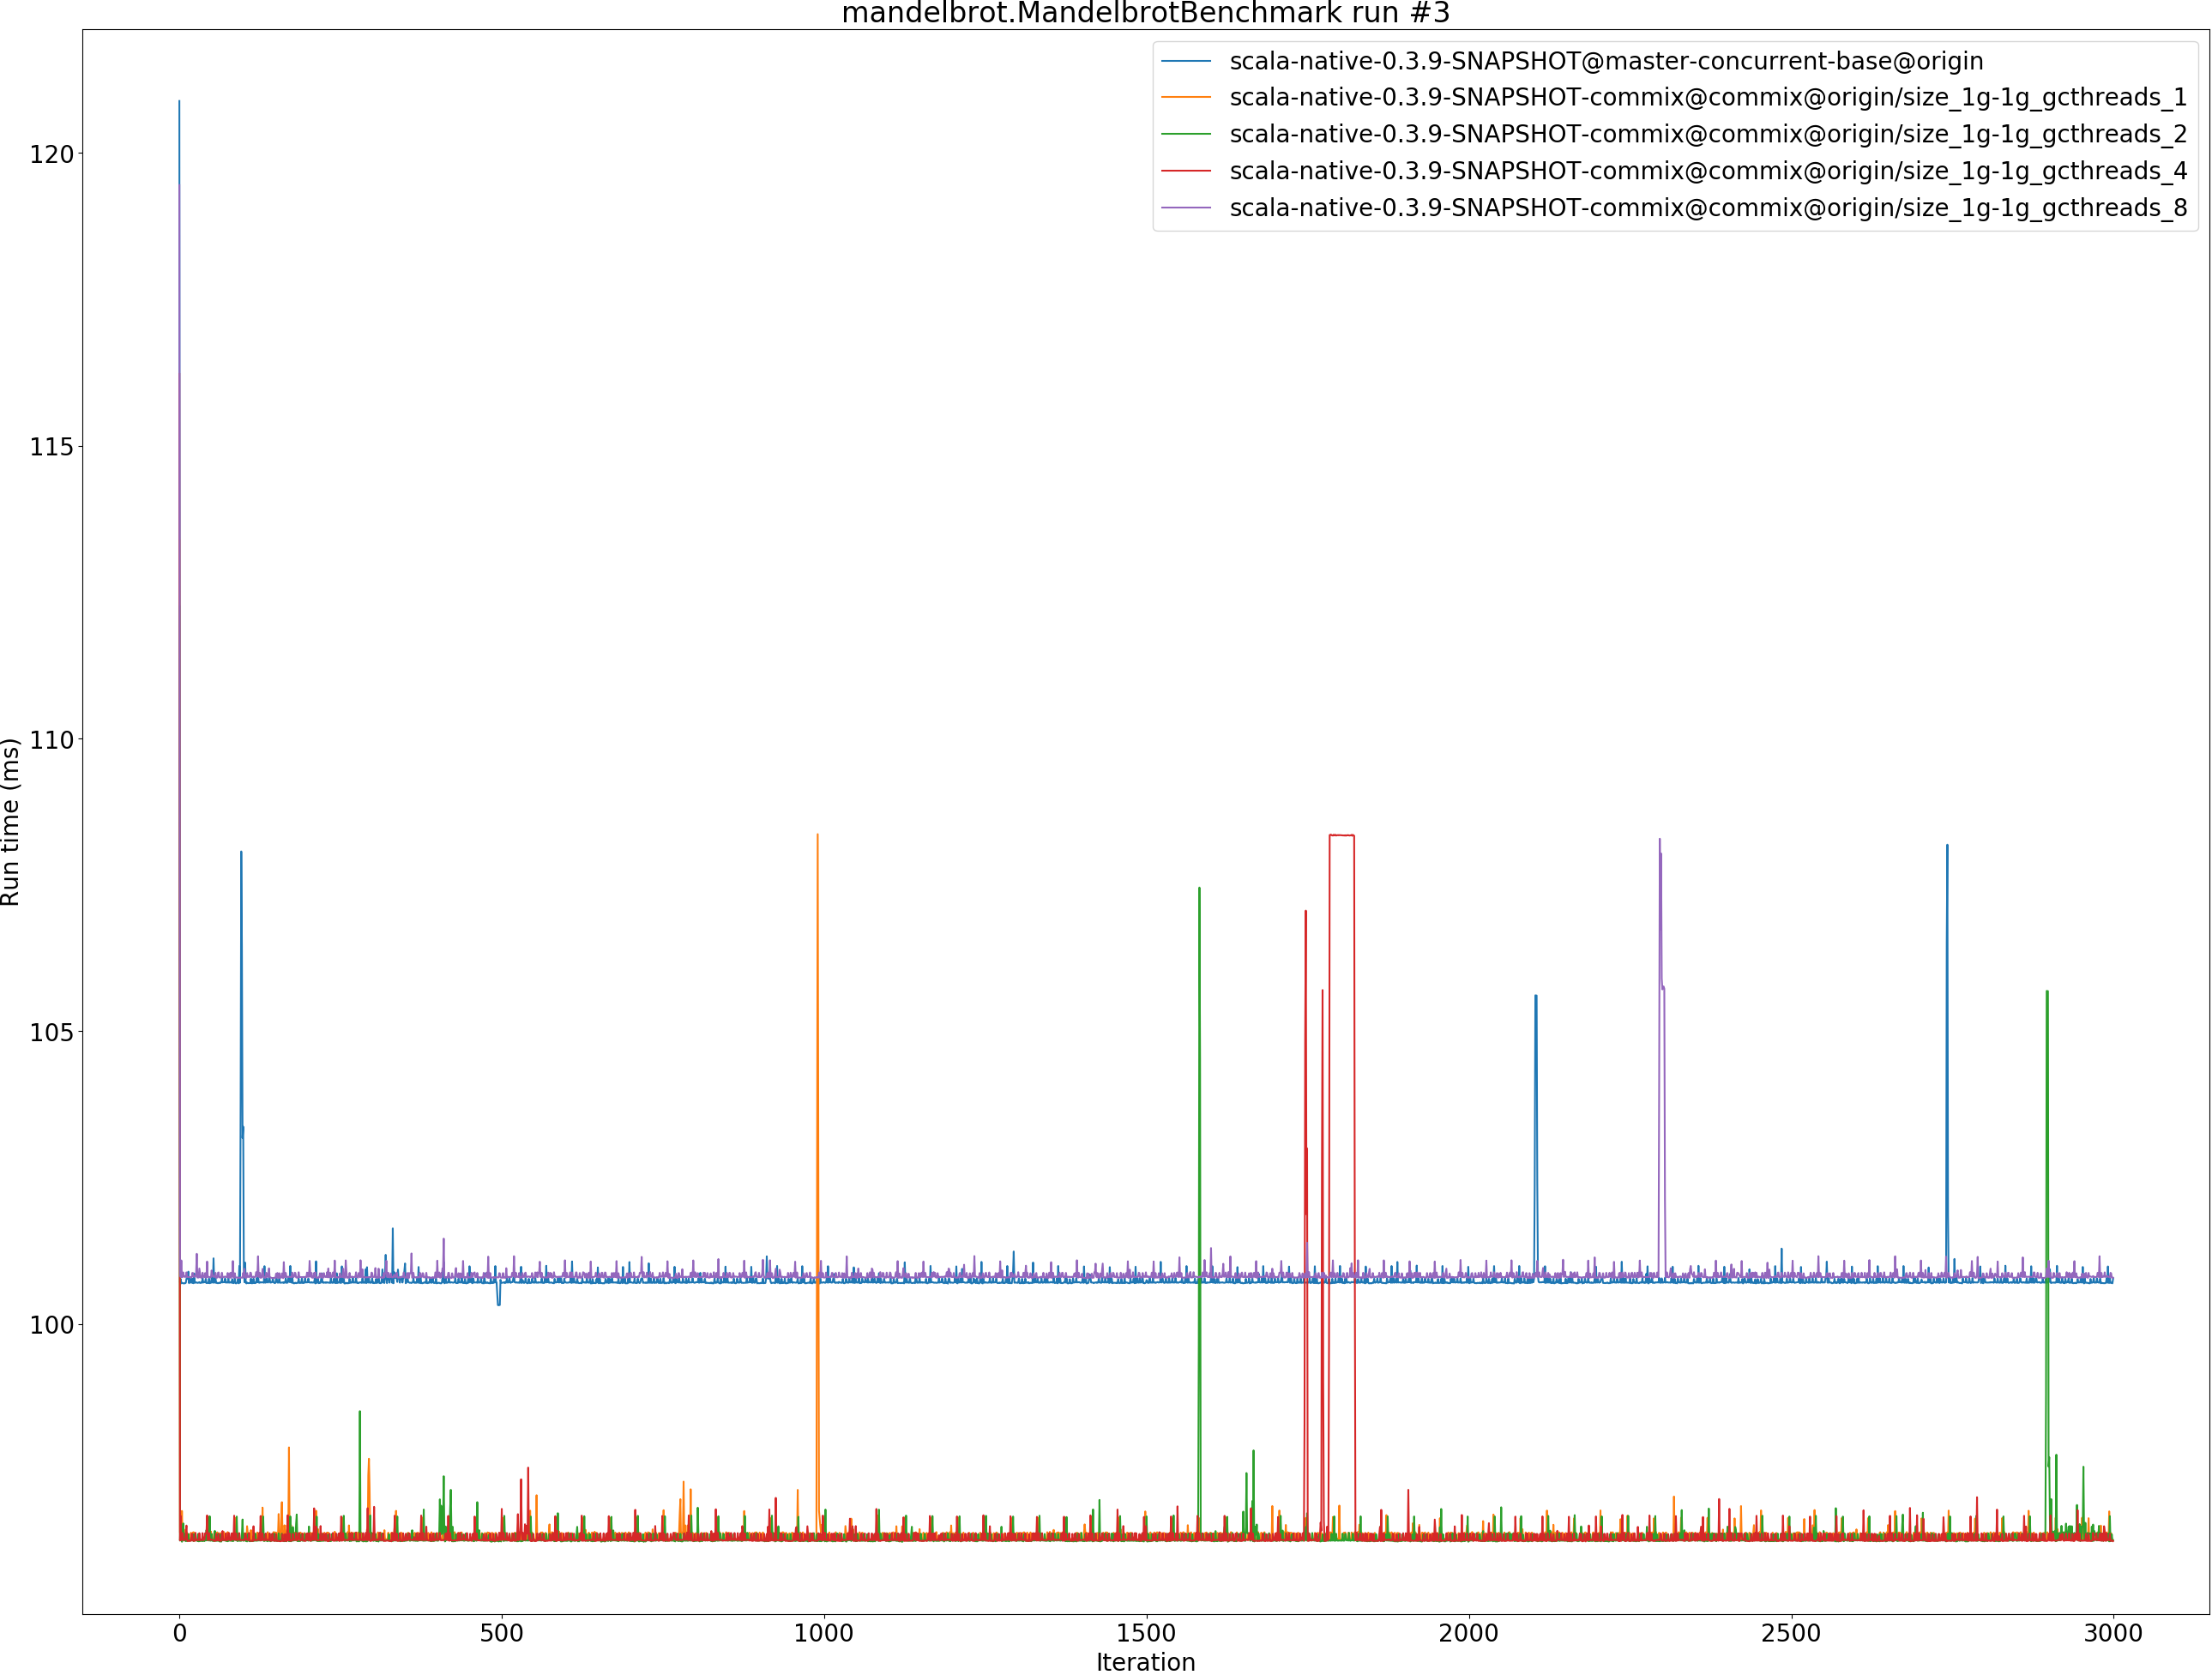 mandelbrot.MandelbrotBenchmark run #3
scala-native-0.3.9-SNAPSHOT@master-concurrent-base@origin
scala-native-0.3.9-SNAPSHOT-commix@commix@origin/size_1g-1g_gcthreads_1
scala-native-0.3.9-SNAPSHOT-commix@commix@origin/size_1g-1g_gcthreads_2
scala-native-0.3.9-SNAPSHOT-commix@commix@origin/size_1g-1g_gcthreads_4
scala-native-0.3.9-SNAPSHOT-commix@commix@origin/size_1g-1g_gcthreads_8
120
115
110
105
100
Run time (ms)
0 500 1000 1500 2000 2500 3000
Iteration